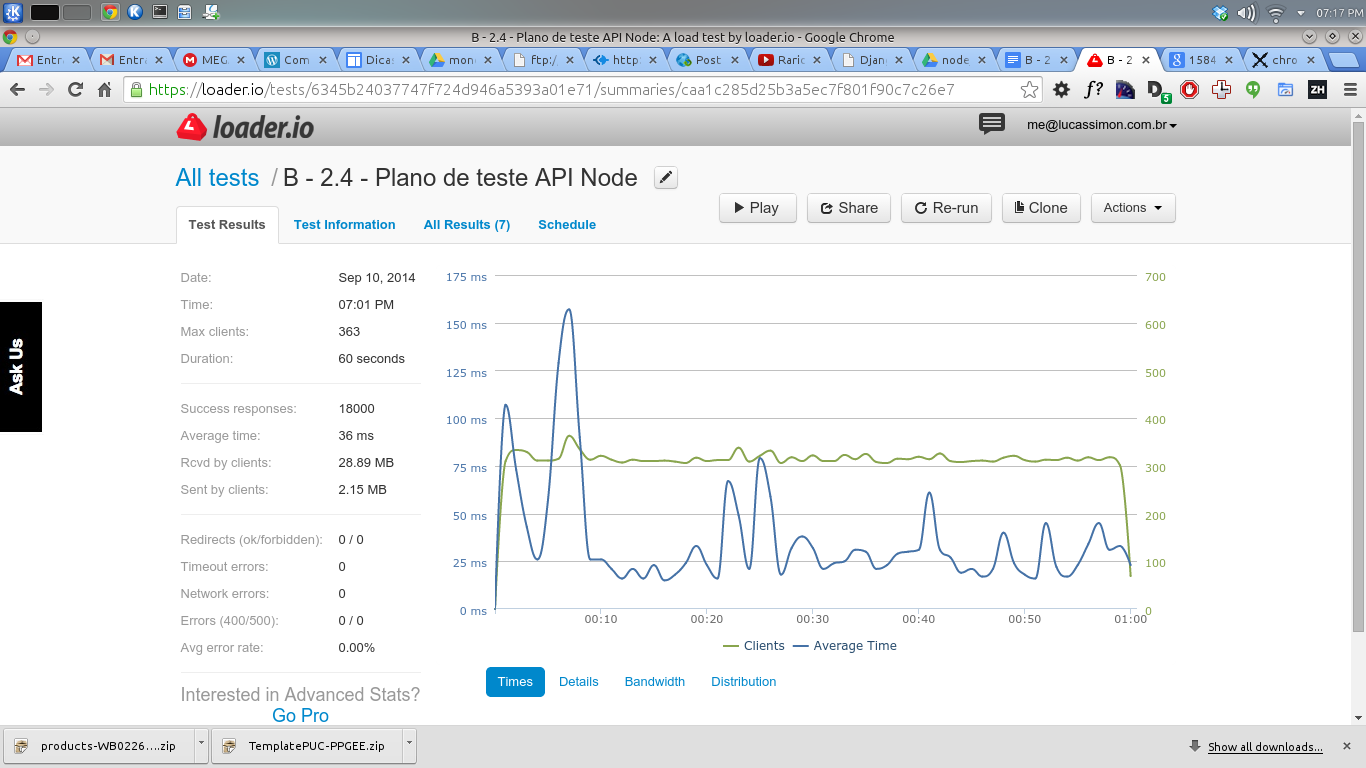 07:17 PM
B - 2.4 - Plano de teste API Node: A load test by loader.io - Google Chrome
Entr Entra MEG Com Dica: mon ftp:/ http: Post Raric Djan node B - 2 B - 2 1584 chro
https://loader.io/tests/6345b24037747f724d946a5393a01e71/summaries/caa1c285d25b3a5ec7f801f90c7c26e7
f? D 5 ZH
loader.io
me@lucassimon.com.br
All tests / B - 2.4 - Plano de teste API Node
Play Share Re-run Clone Actions
Test Results Test Information All Results (7) Schedule
Ask Us
Date: Sep 10, 2014
Time: 07:01 PM
Max clients: 363
Duration: 60 seconds
Success responses: 18000
Average time: 36 ms
Rcvd by clients: 28.89 MB
Sent by clients: 2.15 MB
Redirects (ok/forbidden): 0 / 0
Timeout errors: 0
Network errors: 0
Errors (400/500): 0 / 0
Avg error rate: 0.00%
Interested in Advanced Stats?
Go Pro
175 ms 700
150 ms 600
125 ms 500
100 ms 400
75 ms 300
50 ms 200
25 ms 100
0 ms 0
00:10 00:20 00:30 00:40 00:50 01:00
Clients Average Time
Times Details Bandwidth Distribution
products-WB0226....zip TemplatePUC-PPGEE.zip Show all downloads...